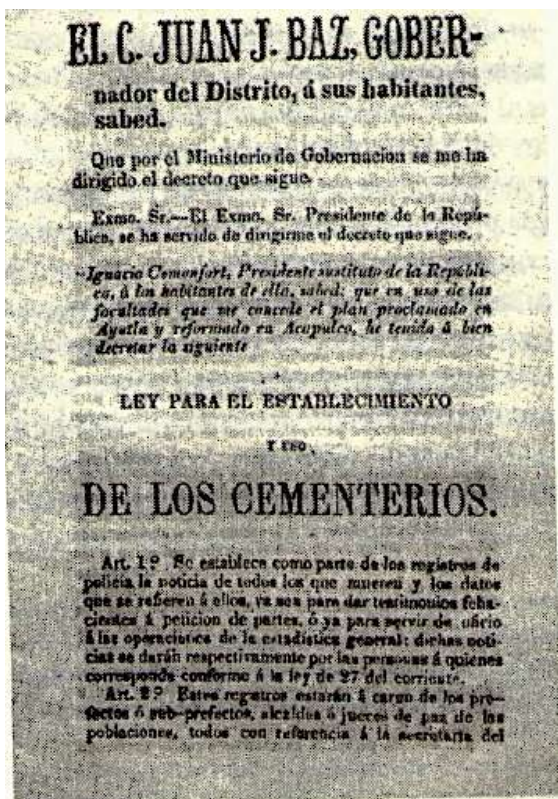 EL C. JUAN J. BAZ, GOBER-
nador del Distrito, á sus habitantes,
sabed.
Que por el Ministerio de Gobernacion se me ha
dirigido el decreto que sigue.
Exmo. Sr.—El Exmo. Sr. Presidente de la Repú-
blica, se ha servido de dirigirme el decreto que sigue.
Ignacio Comonfort, Presidente sustituto de la Repúbli-
ca, á los habitantes de ella, sabed: que en uso de las
facultades que me concede el plan proclamado en
Ayutla y reformado en Acapulco, he tenido á bien
decretar la siguiente
LEY PARA EL ESTABLECIMIENTO
Y USO
DE LOS CEMENTERIOS.
Art. 1º Se establece como parte de los registros de
policía la noticia de todos los que mueren y los datos
que se refieren á ellos, ya sea para dar testimonios feha-
cientes á peticion de partes, ó ya para servir de oficio
á las operaciones de la estadística general: dichas noti-
cias se darán respectivamente por las personas á quienes
corresponde conforme á la ley de 27 del corriente.
Art. 2º Estos registros estarán á cargo de los pre-
fectos ó sub-prefectos, alcaldes ó jueces de paz de las
poblaciones, todos con referencia á la secretaría del